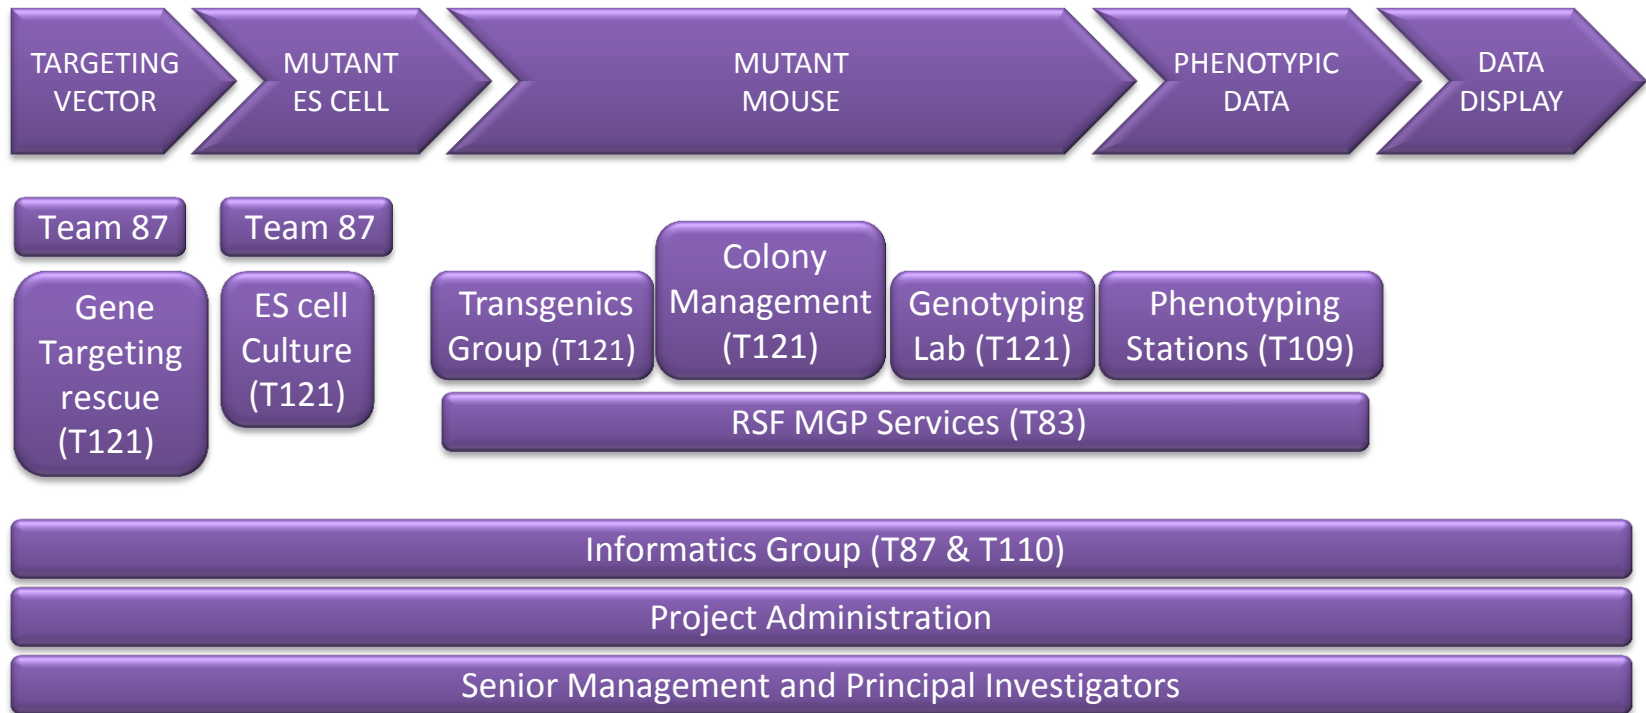 TARGETING
VECTOR
MUTANT
ES CELL
MUTANT
MOUSE
PHENOTYPIC
DATA
DATA
DISPLAY
Team 87
Team 87
Gene
Targeting
rescue
(T121)
ES cell
Culture
(T121)
Transgenics
Group (T121)
Colony
Management
(T121)
Genotyping
Lab (T121)
Phenotyping
Stations (T109)
RSF MGP Services (T83)
Informatics Group (T87 & T110)
Project Administration
Senior Management and Principal Investigators